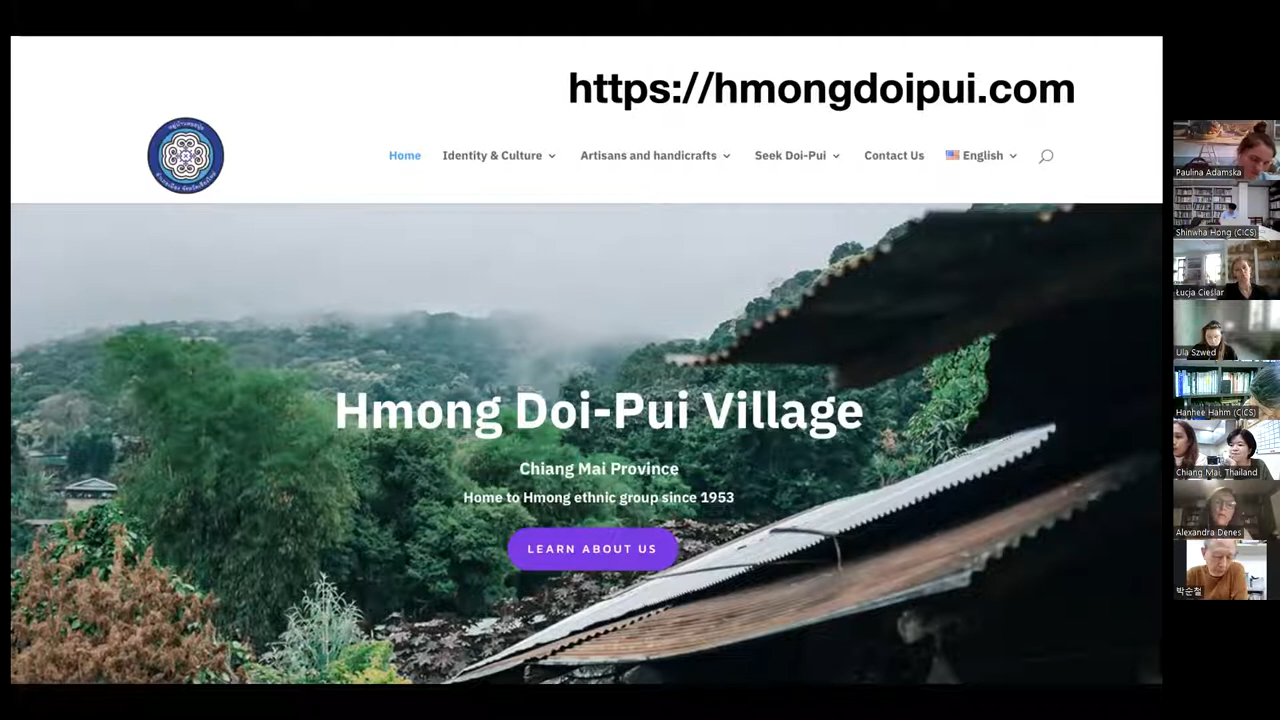 https://hmongdoipui.com
Home
Identity & Culture
Artisans and handicrafts
Seek Doi-Pui
Contact Us
English
Hmong Doi-Pui Village
Chiang Mai Province
Home to Hmong ethnic group since 1953
LEARN ABOUT US
Paulina Adamska
Shinwha Hong (CICS)
Łucja Cieślar
Ula Szwed
Hanhee Hahm (CICS)
Chiang Mai, Thailand
Alexandra Denes
박순철